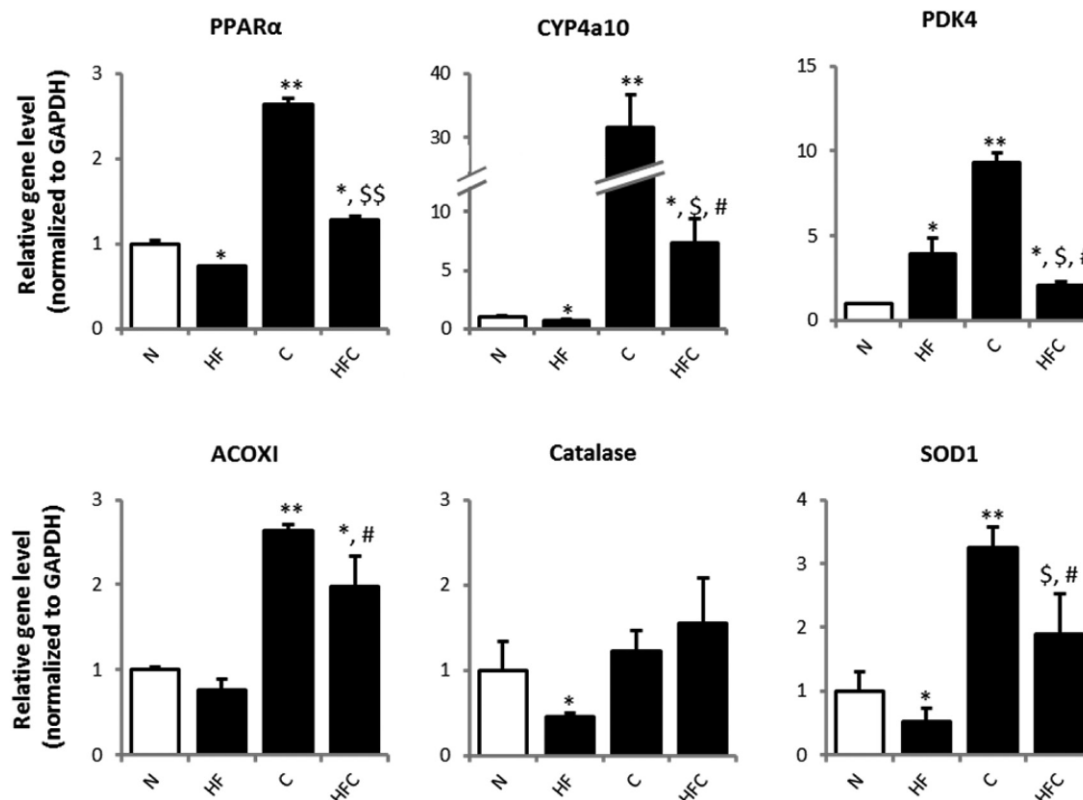 PPARα
Relative gene level
(normalized to GAPDH)
3
2
1
0
**
*, $$
*
N
HF
C
HFC
CYP4a10
40
30
10
5
0
**
*, $, #
*
N
HF
C
HFC
PDK4
15
10
5
0
**
*
*, $, #
N
HF
C
HFC
ACOXI
Relative gene level
(normalized to GAPDH)
3
2
1
0
**
*, #
N
HF
C
HFC
Catalase
3
2
1
0
*
N
HF
C
HFC
SOD1
4
3
2
1
0
**
$, #
*
N
HF
C
HFC